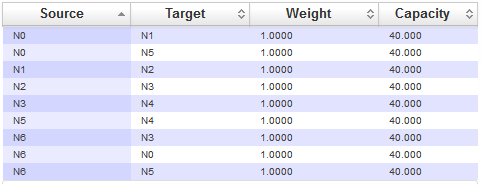 Source Target Weight Capacity
N0 N1 1.0000 40.000
N0 N5 1.0000 40.000
N1 N2 1.0000 40.000
N2 N3 1.0000 40.000
N3 N4 1.0000 40.000
N5 N4 1.0000 40.000
N6 N3 1.0000 40.000
N6 N0 1.0000 40.000
N6 N5 1.0000 40.000